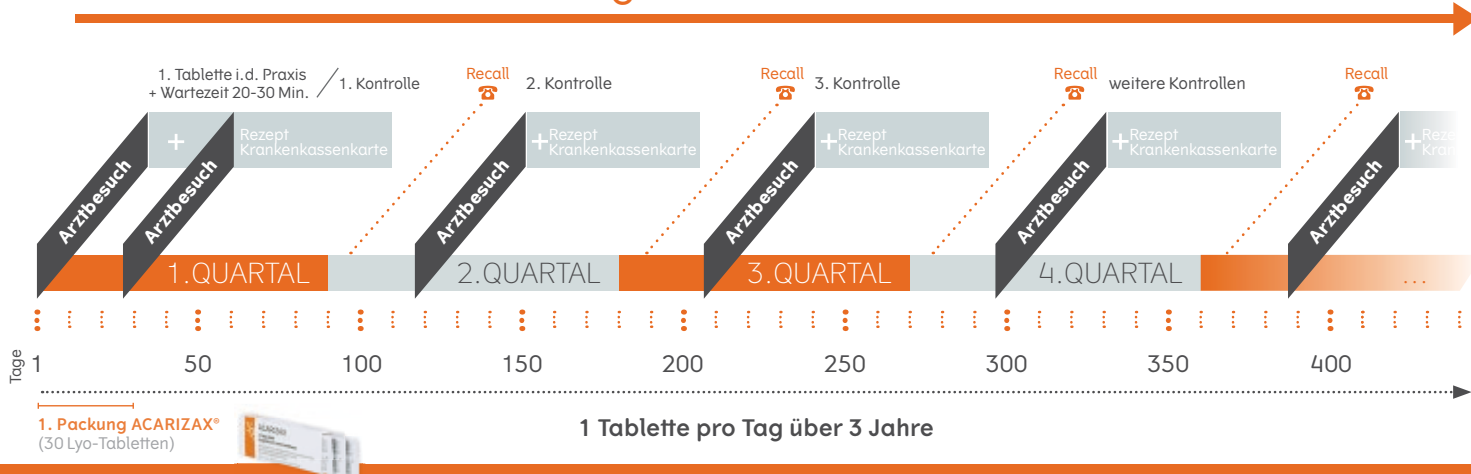 1. Tablette i.d. Praxis
+ Wartezeit 20-30 Min.
1. Kontrolle
Recall
2. Kontrolle
Recall
3. Kontrolle
Recall
weitere Kontrollen
Recall
+
Rezept
Krankenkassenkarte
+Rezept
Krankenkassenkarte
+Rezept
Krankenkassenkarte
+Rezept
Krankenkassenkarte
+
Arztbesuch
Arztbesuch
Arztbesuch
Arztbesuch
Arztbesuch
Arztbesuch
1.QUARTAL
2.QUARTAL
3.QUARTAL
4.QUARTAL
...
Tage
1 50 100 150 200 250 300 350 400
1. Packung ACARIZAX®
(30 Lyo-Tabletten)
ACARIZAX
1 Tablette pro Tag über 3 Jahre